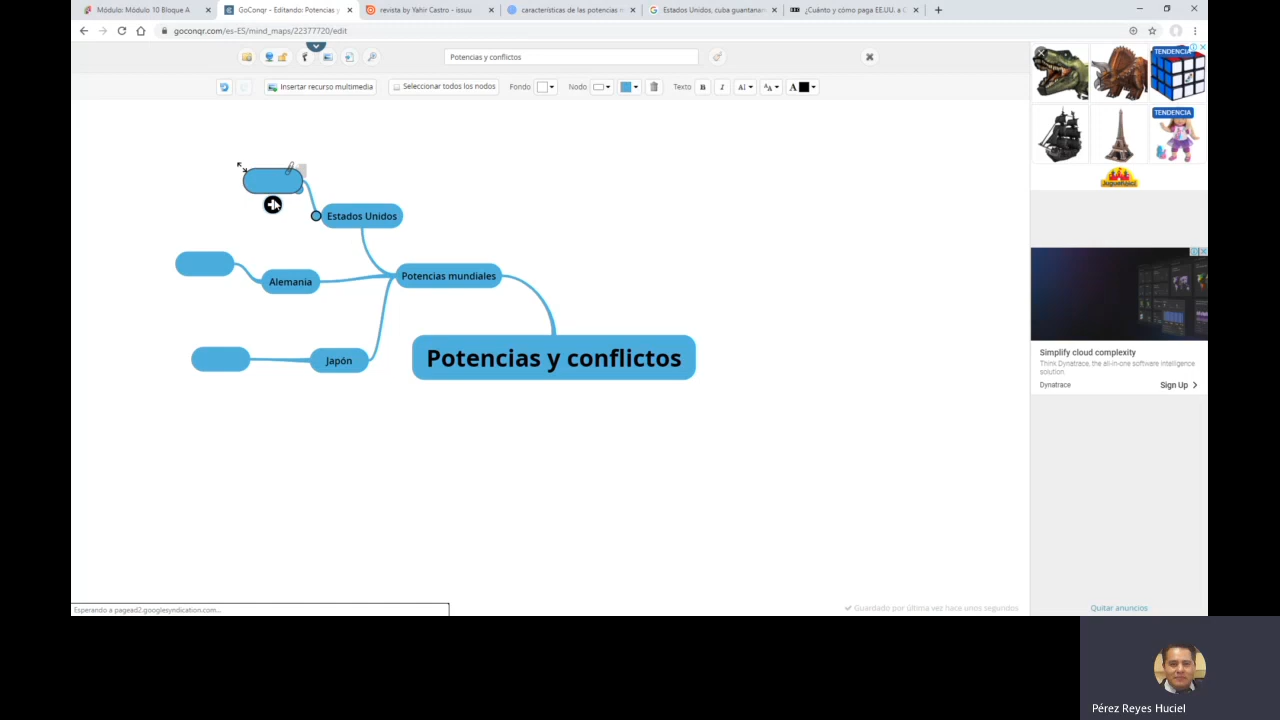 Módulo: Módulo 10 Bloque A
GoConqr - Editando: Potencias y
revista by Yahir Castro - issuu
características de las potencias m
Estados Unidos, cuba guantanam
¿Cuánto y cómo paga EE.UU. a C
goconqr.com/es-ES/mind_maps/22377720/edit
Potencias y conflictos
Insertar recurso multimedia
Seleccionar todos los nodos
Fondo
Nodo
Texto
B
I
A
TENDENCIA
TENDENCIA
Juguetilandia
Estados Unidos
Alemania
Potencias mundiales
Japón
Potencias y conflictos
Simplify cloud complexity
Think Dynatrace, the all-in-one software intelligence
solution.
Dynatrace
Sign Up
Esperando a pagead2.googlesyndication.com...
Guardado por última vez hace unos segundos
Quitar anuncios
Pérez Reyes Huciel